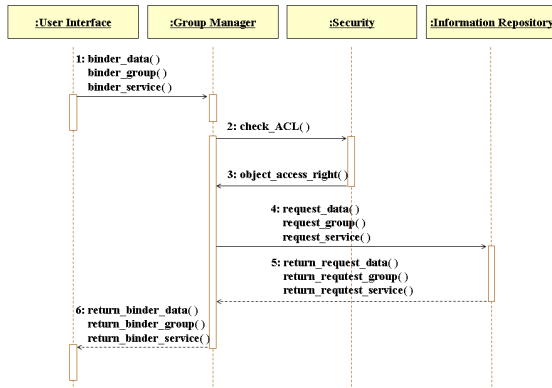 :User Interface
:Group Manager
:Security
:Information Repository
1: binder_data( )
binder_group( )
binder_service( )
2: check_ACL( )
3: object_access_right( )
4: request_data( )
request_group( )
request_service( )
5: return_request_data( )
return_requtest_group( )
return_requtest_service( )
6: return_binder_data( )
return_binder_group( )
return_binder_service( )